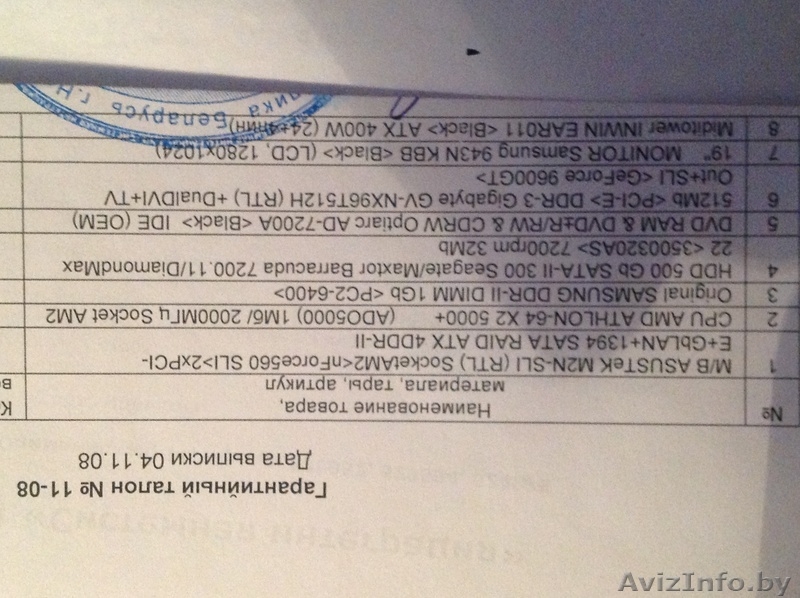 Гарантийный талон № 11-08
Дата выписки 04.11.08
№ Наименование товара,
материала, тары, артикул
1 M/B ASUSTeK M2N-SLI (RTL) SocketAM2<nForce560 SLI>2xPCI-
E+GbLAN+1394 SATA RAID ATX 4DDR-II
2 CPU AMD ATHLON-64 X2 5000+ (ADO5000) 1Мб/ 2000МГц Socket AM2
3 Original SAMSUNG DDR-II DIMM 1Gb <PC2-6400>
4 HDD 500 Gb SATA-II 300 Seagate/Maxtor Barracuda 7200.11/DiamondMax
22 <3500320AS> 7200rpm 32Mb
5 DVD RAM & DVD±R/RW & CDRW Optiarc AD-7200A <Black> IDE (OEM)
6 512Mb <PCI-E> DDR-3 Gigabyte GV-NX96T512H (RTL) +DualDVI+TV
Out+SLI <GeForce 9600GT>
7 19" MONITOR Samsung 943N KBB <Black> (LCD, 1280x1024)
8 Miditower INWIN EAR011 <Black> ATX 400W (24+4пин)
Беларусь г.
AvizInfo.by